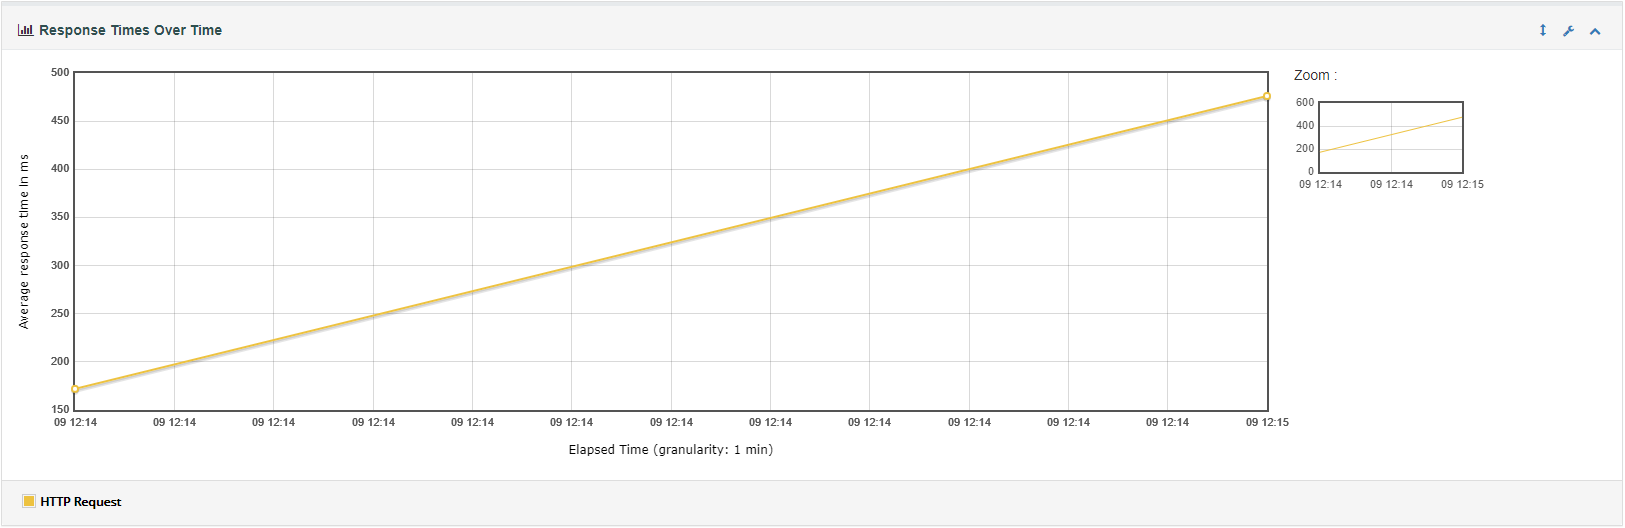 Response Times Over Time
Zoom :
500
450
400
350
300
250
200
150
Average response time in ms
09 12:14 09 12:14 09 12:14 09 12:14 09 12:14 09 12:14 09 12:14 09 12:14 09 12:14 09 12:14 09 12:14 09 12:14 09 12:15
Elapsed Time (granularity: 1 min)
600
400
200
0
09 12:14 09 12:14 09 12:15
HTTP Request